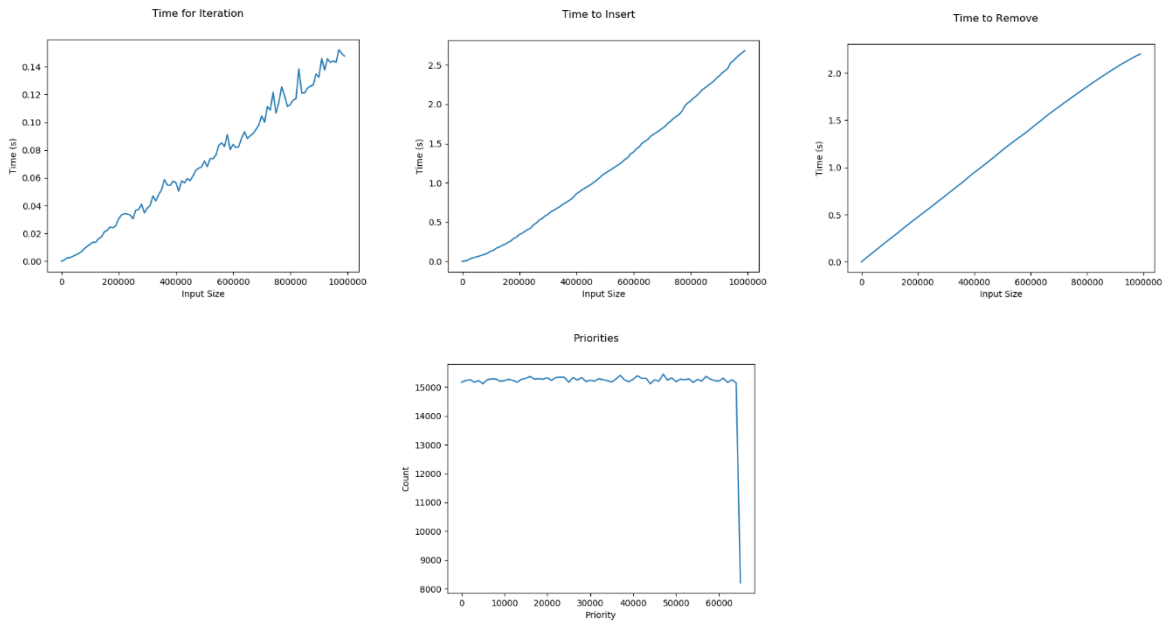 Time for Iteration
Time (s)
0.14
0.12
0.10
0.08
0.06
0.04
0.02
0.00
0 200000 400000 600000 800000 1000000
Input Size
Time to Insert
Time (s)
2.5
2.0
1.5
1.0
0.5
0.0
0 200000 400000 600000 800000 1000000
Input Size
Time to Remove
Time (s)
2.0
1.5
1.0
0.5
0.0
0 200000 400000 600000 800000 1000000
Input Size
Priorities
Count
15000
14000
13000
12000
11000
10000
9000
8000
0 10000 20000 30000 40000 50000 60000
Priority